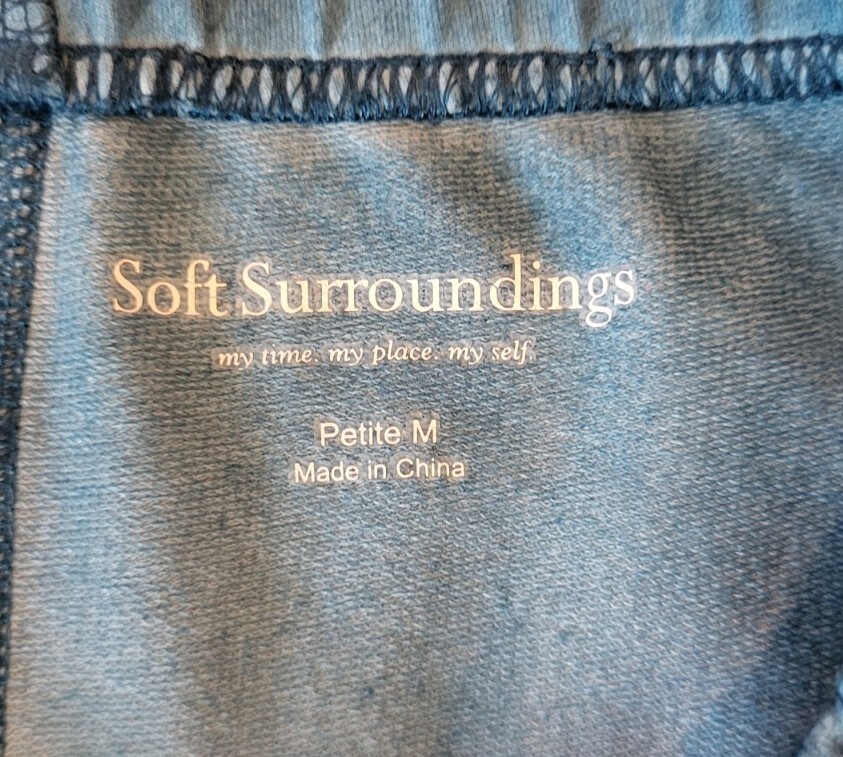 Soft Surroundings
my time. my place. my self.
Petite M
Made in China